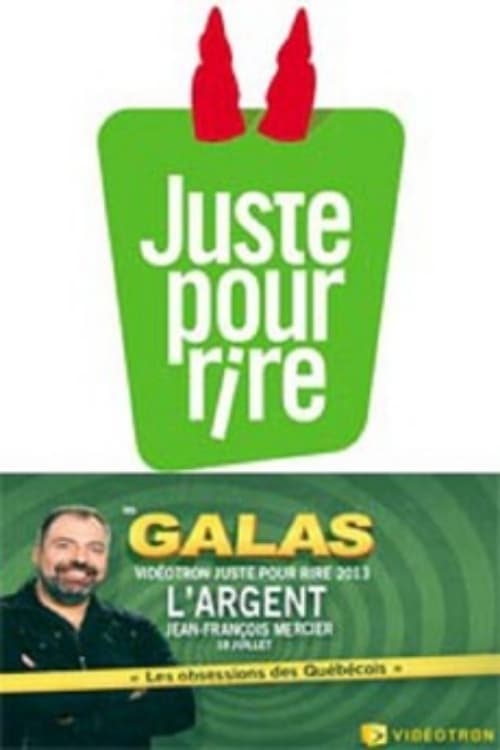 Juste
pour
rire
LES
GALAS
VIDÉOTRON JUSTE POUR RIRE 2013
L'ARGENT
JEAN-FRANÇOIS MERCIER
18 JUILLET
« Les obsessions des Québécois »
VIDÉOTRON